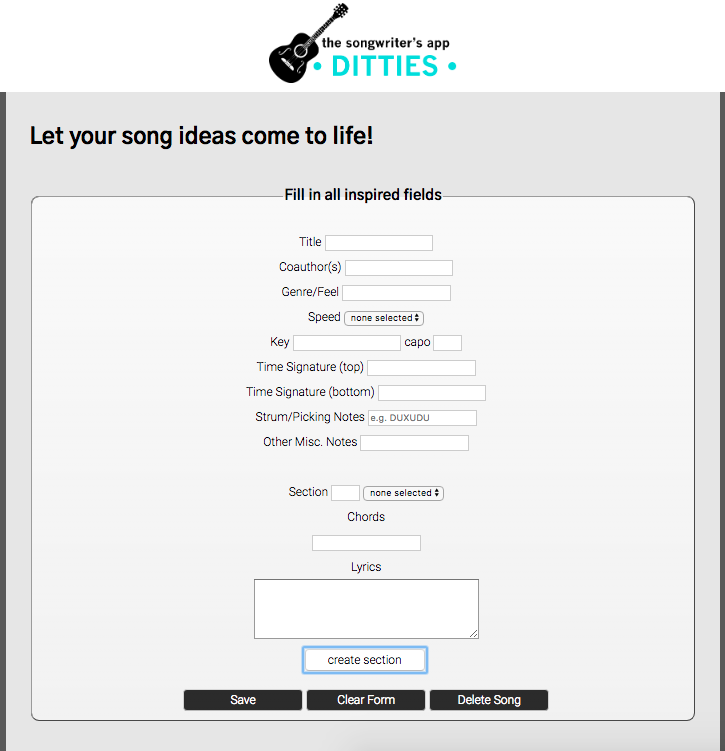 the songwriter's app
• DITTIES •
Let your song ideas come to life!
Fill in all inspired fields
Title
Coauthor(s)
Genre/Feel
Speed none selected
Key capo
Time Signature (top)
Time Signature (bottom)
Strum/Picking Notes e.g. DUXUDU
Other Misc. Notes
Section none selected
Chords
Lyrics
create section
Save Clear Form Delete Song